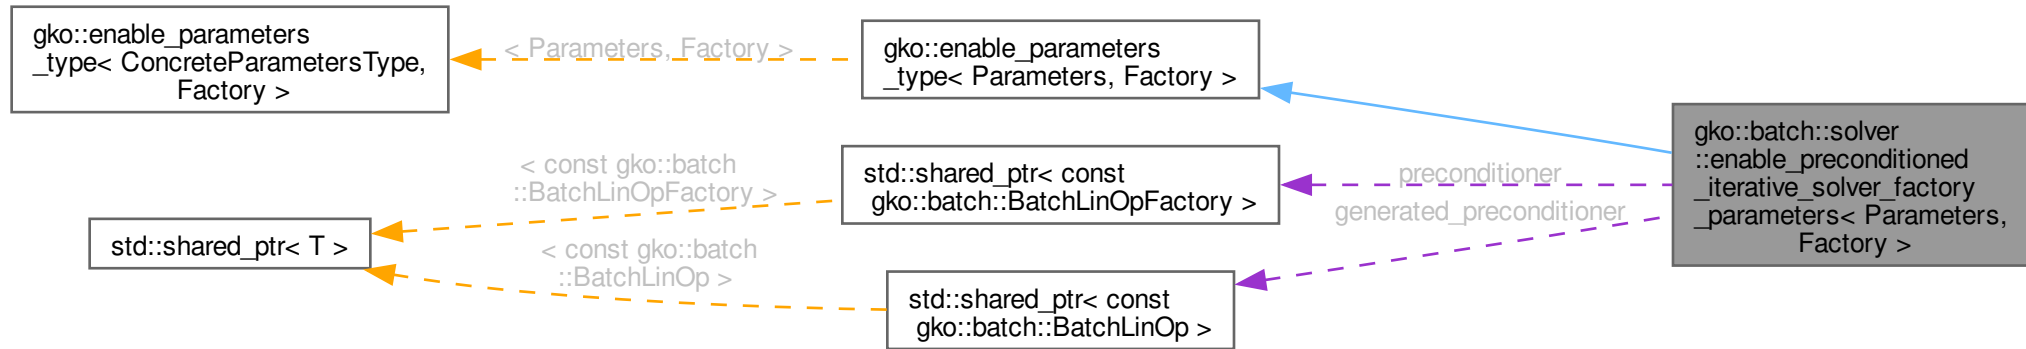 gko::enable_parameters
_type< ConcreteParametersType,
Factory >
< Parameters, Factory >
gko::enable_parameters
_type< Parameters, Factory >
gko::batch::solver
::enable_preconditioned
_iterative_solver_factory
_parameters< Parameters,
Factory >
< const gko::batch
::BatchLinOpFactory >
std::shared_ptr< const
gko::batch::BatchLinOpFactory >
preconditioner
generated_preconditioner
std::shared_ptr< T >
< const gko::batch
::BatchLinOp >
std::shared_ptr< const
gko::batch::BatchLinOp >